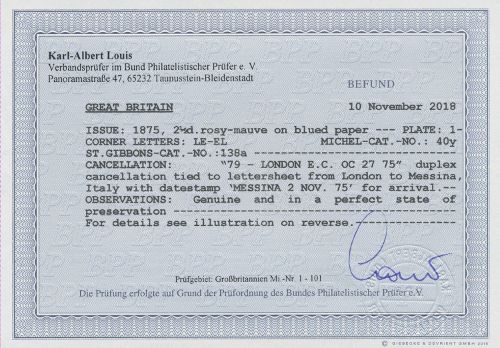 Karl-Albert Louis
Verbandsprüfer im Bund Philatelistischer Prüfer e. V.
Panoramastraße 47, 65232 Taunusstein-Bleidenstadt
BEFUND
GREAT BRITAIN 10 November 2018
ISSUE: 1875, 2½d.rosy-mauve on blued paper --- PLATE: 1-
CORNER LETTERS: LE-EL MICHEL-CAT.-NO.: 40y
ST.GIBBONS-CAT.-NO.:138a
CANCELLATION: "79 - LONDON E.C. OC 27 75" duplex
cancellation tied to lettersheet from London to Messina,
Italy with datestamp 'MESSINA 2 NOV. 75' for arrival.--
OBSERVATIONS: Genuine and in a perfect state of
preservation
For details see illustration on reverse.
Prüfgebiet: Großbritannien Mi.-Nr. 1 - 101
Die Prüfung erfolgte auf Grund der Prüfordnung des Bundes Philatelistischer Prüfer e.V.
© GIESECKE & DEVRIENT GMBH